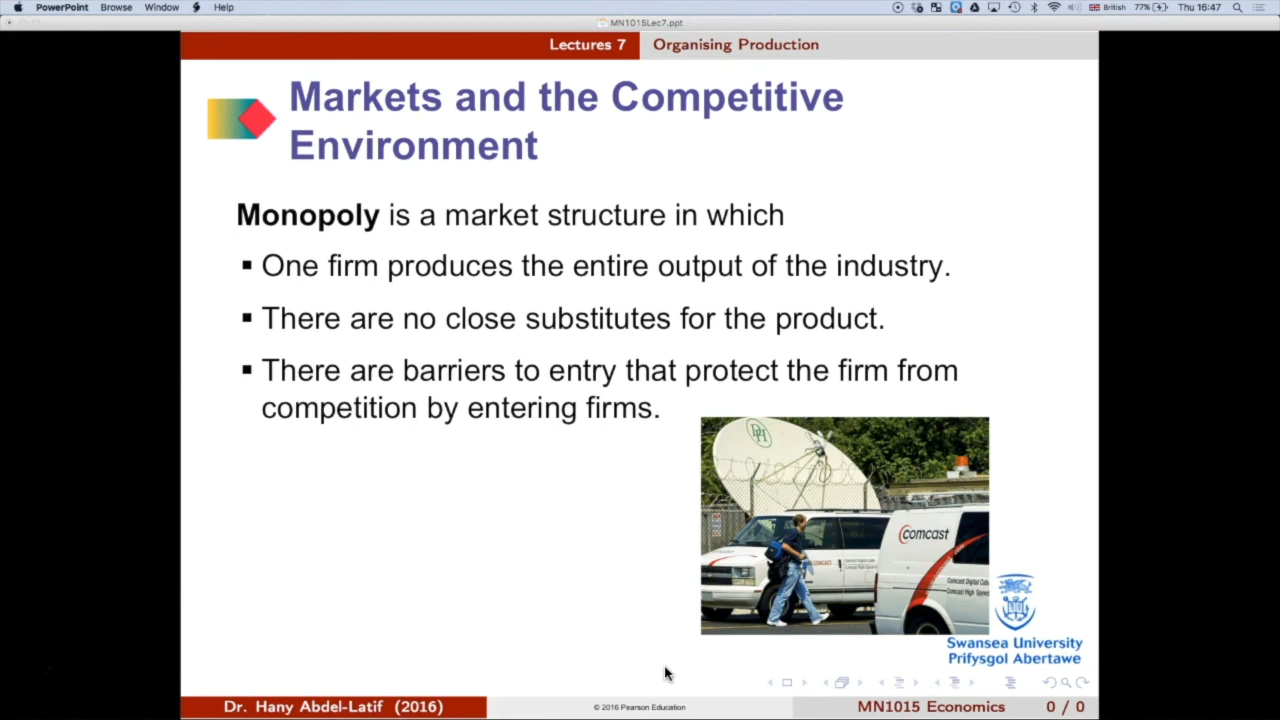 PowerPoint Browse Window Help
British 77% Thu 16:47
MN1015Lec7.ppt
Lectures 7 Organising Production
Markets and the Competitive
Environment
Monopoly is a market structure in which
▪ One firm produces the entire output of the industry.
▪ There are no close substitutes for the product.
▪ There are barriers to entry that protect the firm from
competition by entering firms.
comcast
Swansea University
Prifysgol Abertawe
Dr. Hany Abdel-Latif (2016) © 2016 Pearson Education MN1015 Economics 0 / 0